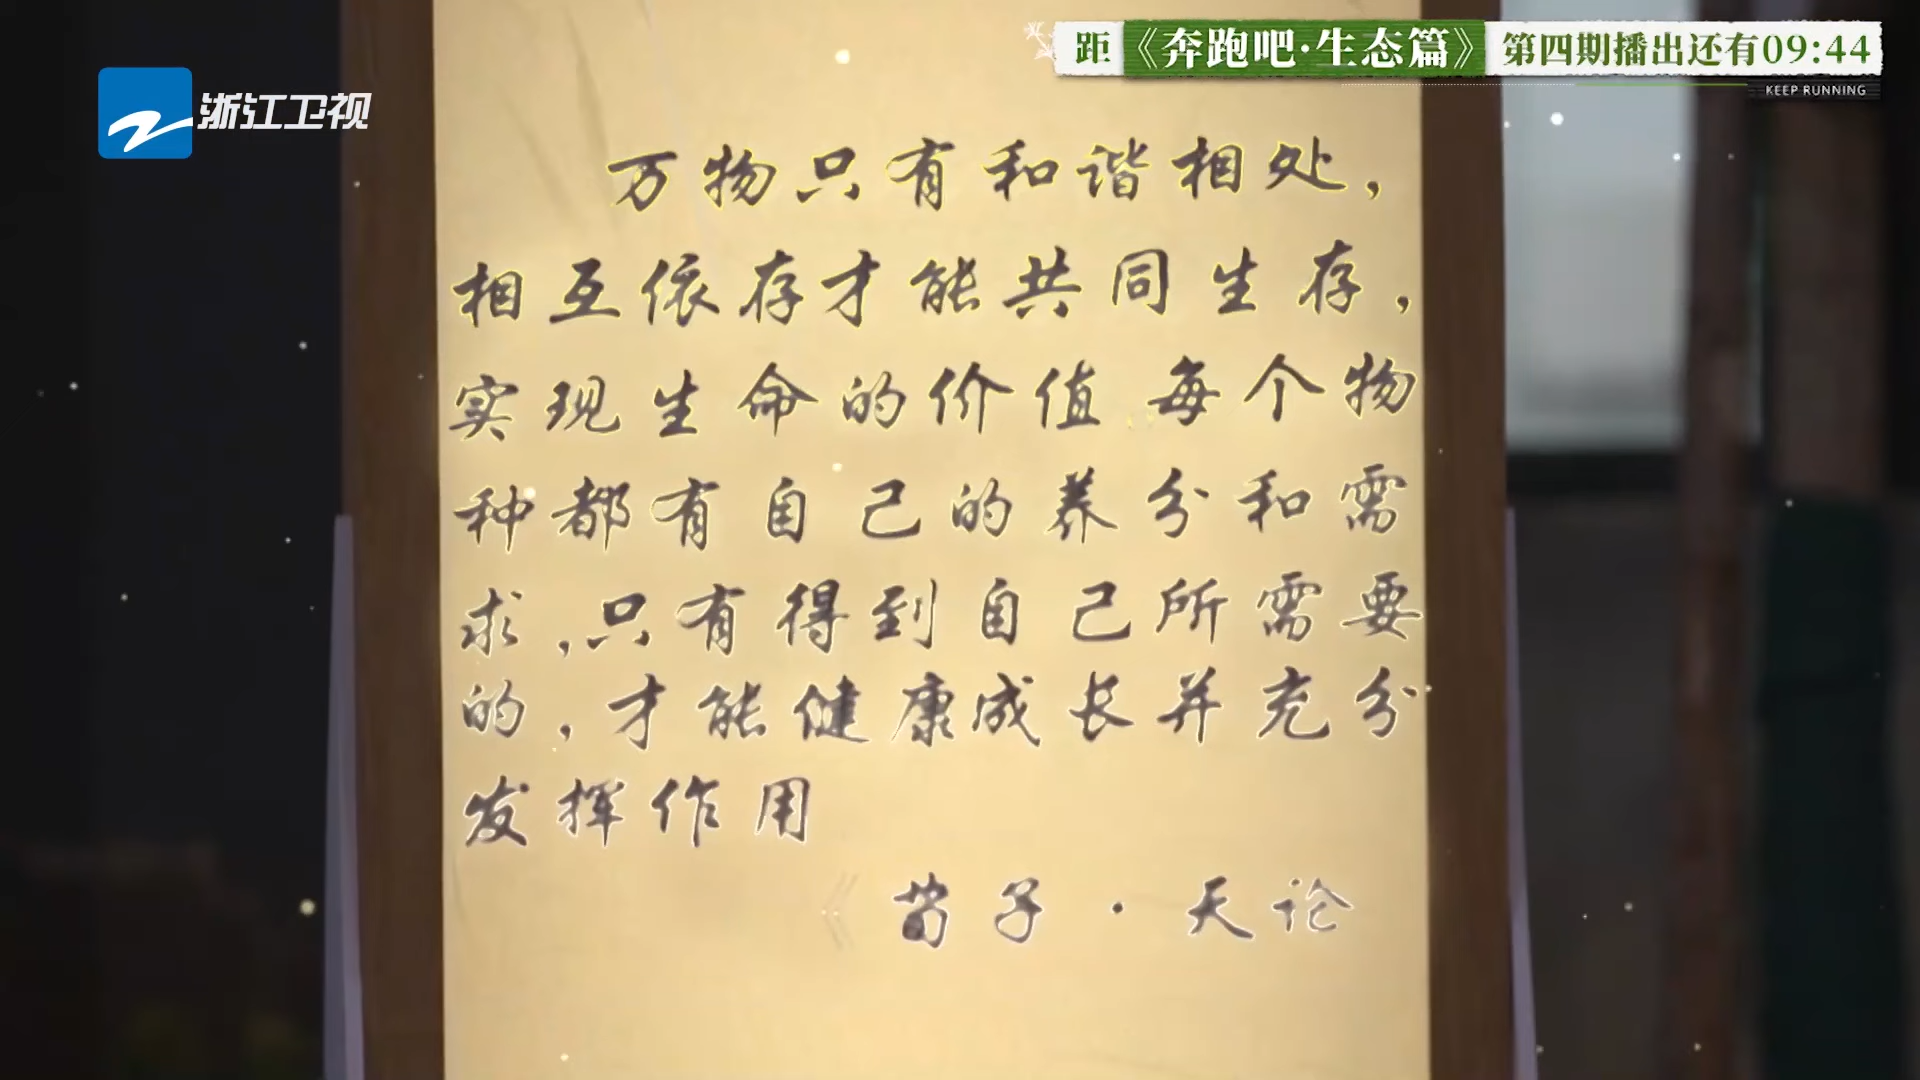 距《奔跑吧·生态篇》第四期播出还有09:44
KEEP RUNNING
浙江卫视
万物只有和谐相处，
相互依存才能共同生存，
实现生命的价值 每个物
种都有自己的养分和需
求，只有得到自己所需要
的，才能健康成长并充分
发挥作用
《荀子·天论